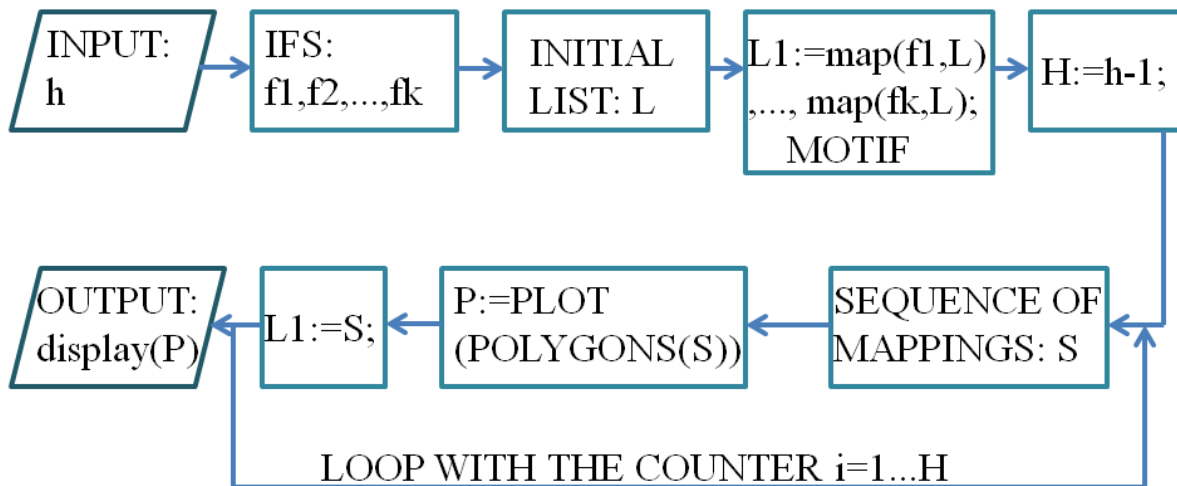 INPUT:
h
IFS:
f1,f2,...,fk
INITIAL
LIST: L
L1:=map(f1,L)
,..., map(fk,L);
MOTIF
H:=h-1;
SEQUENCE OF
MAPPINGS: S
P:=PLOT
(POLYGONS(S))
L1:=S;
OUTPUT:
display(P)
LOOP WITH THE COUNTER i=1...H